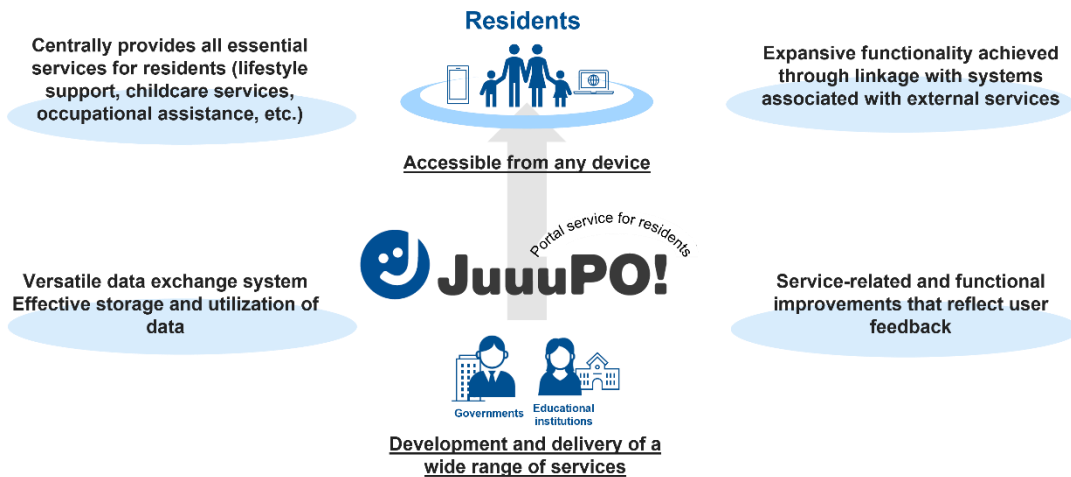 Residents
Centrally provides all essential
services for residents (lifestyle
support, childcare services,
occupational assistance, etc.)
Expansive functionality achieved
through linkage with systems
associated with external services
Accessible from any device
Portal service for residents
JuuuPO!
Versatile data exchange system
Effective storage and utilization of
data
Service-related and functional
improvements that reflect user
feedback
Governments
Educational
institutions
Development and delivery of a
wide range of services